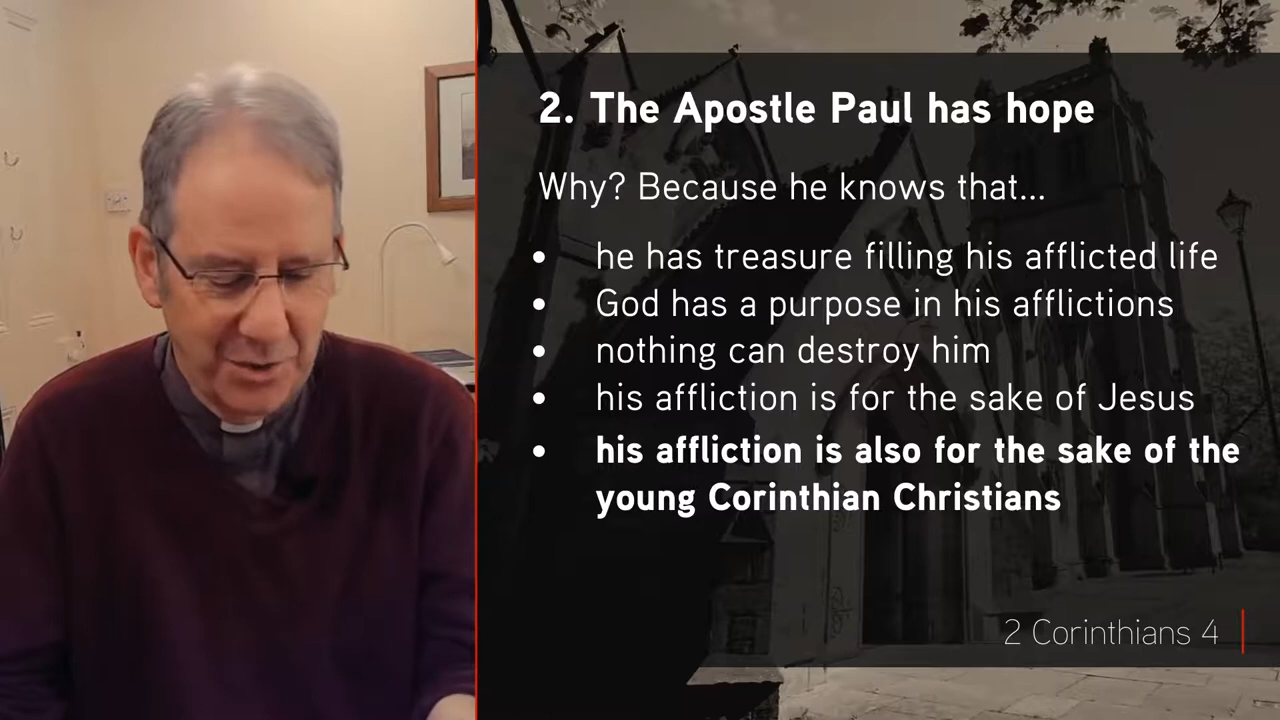 2. The Apostle Paul has hope
Why? Because he knows that...
• he has treasure filling his afflicted life
• God has a purpose in his afflictions
• nothing can destroy him
• his affliction is for the sake of Jesus
• his affliction is also for the sake of the
young Corinthian Christians
2 Corinthians 4